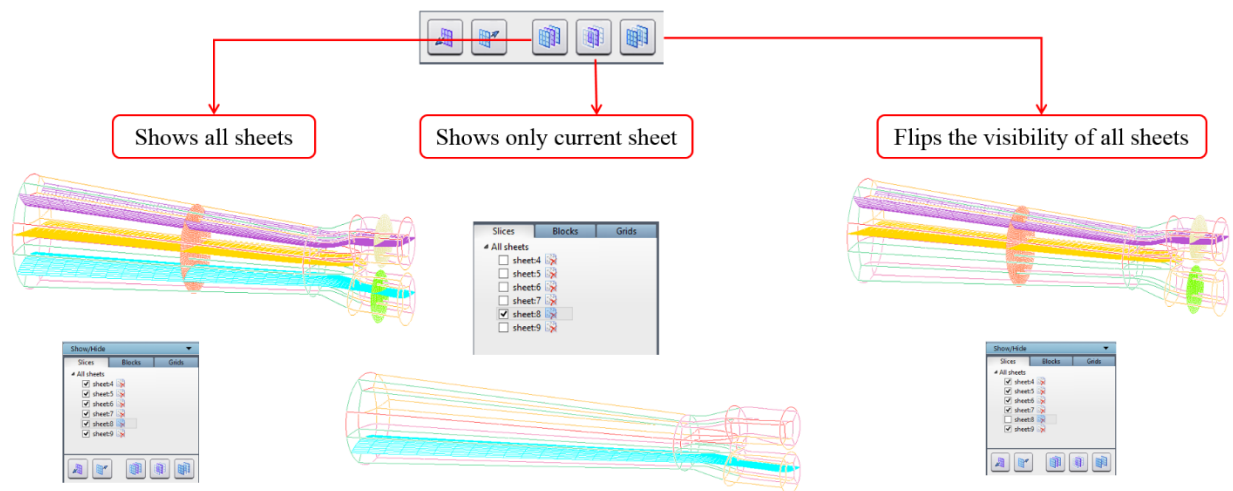 Shows all sheets
Shows only current sheet
Flips the visibility of all sheets
Slices Blocks Grids
All sheets
sheet:4
sheet:5
sheet:6
sheet:7
sheet:8
sheet:9
Show/Hide
Slices Blocks Grids
All sheets
sheet:4
sheet:5
sheet:6
sheet:7
sheet:8
sheet:9
Show/Hide
Slices Blocks Grids
All sheets
sheet:4
sheet:5
sheet:6
sheet:7
sheet:8
sheet:9